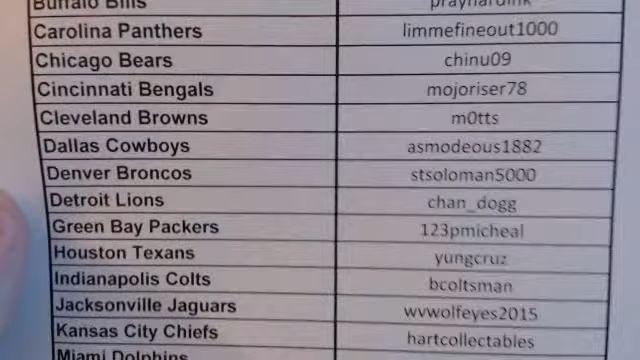 Buffalo Bills prayhardink
Carolina Panthers limmefineout1000
Chicago Bears chinu09
Cincinnati Bengals mojoriser78
Cleveland Browns m0tts
Dallas Cowboys asmodeous1882
Denver Broncos stsoloman5000
Detroit Lions chan_dogg
Green Bay Packers 123pmicheal
Houston Texans yungcruz
Indianapolis Colts bcoltsman
Jacksonville Jaguars wvwolfeyes2015
Kansas City Chiefs hartcollectables
Miami Dolphins